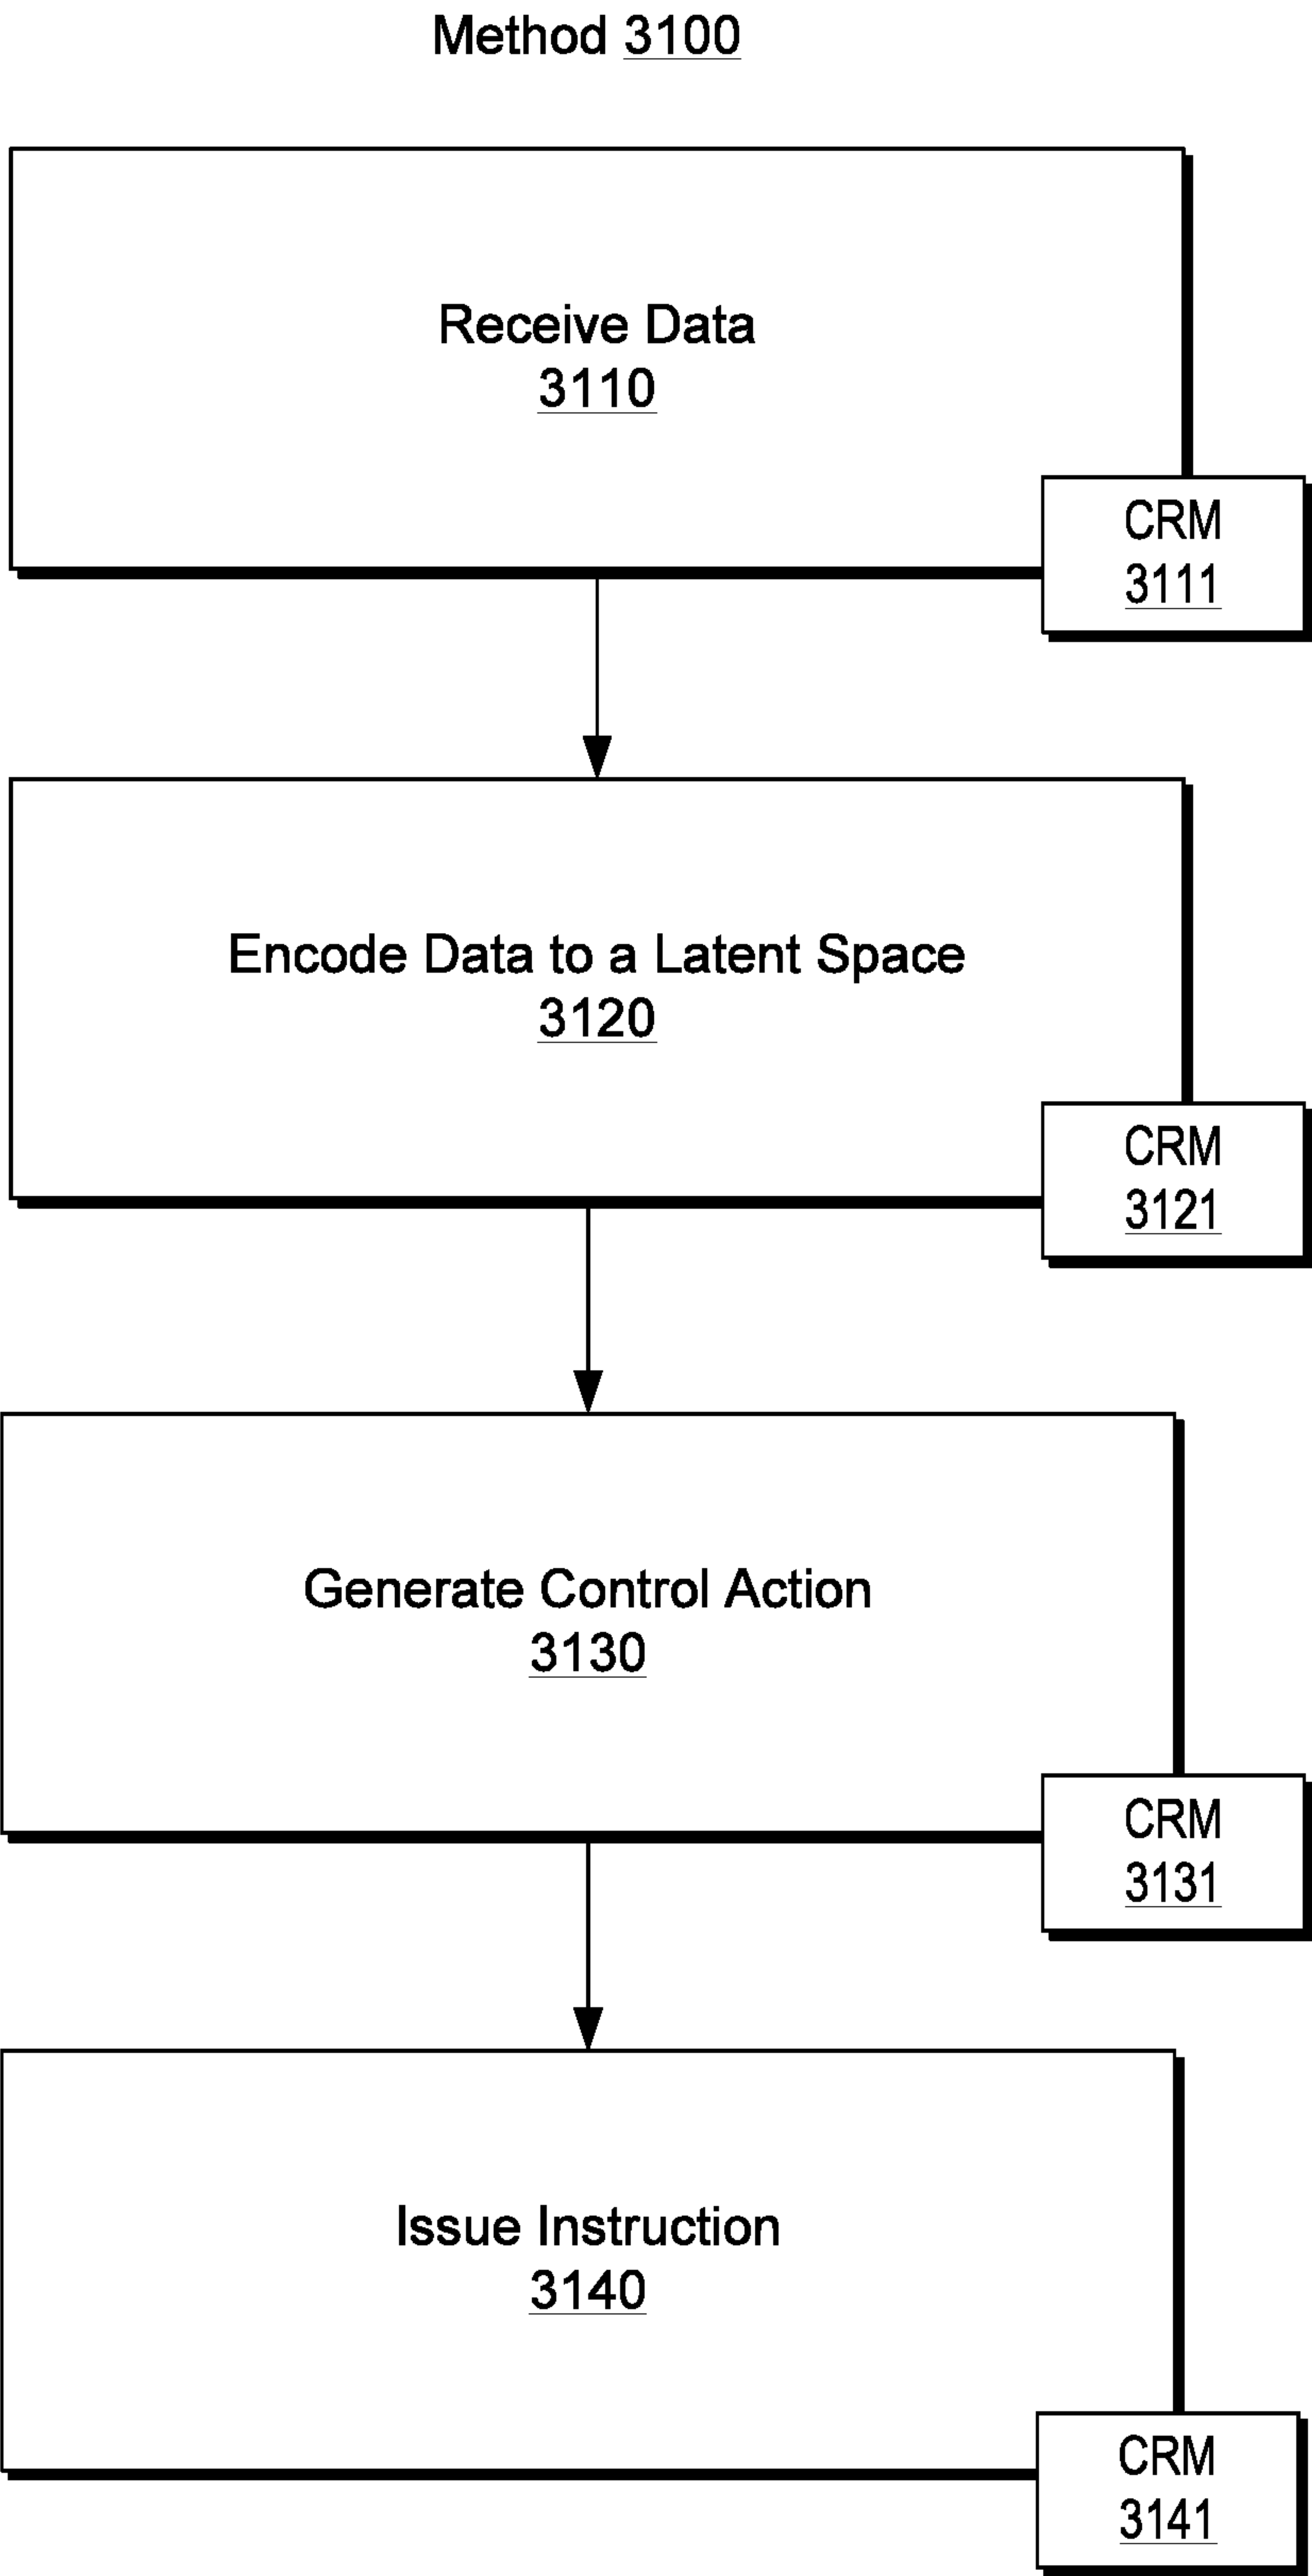 Method 3100
Receive Data
3110
CRM
3111
Encode Data to a Latent Space
3120
CRM
3121
Generate Control Action
3130
CRM
3131
Issue Instruction
3140
CRM
3141